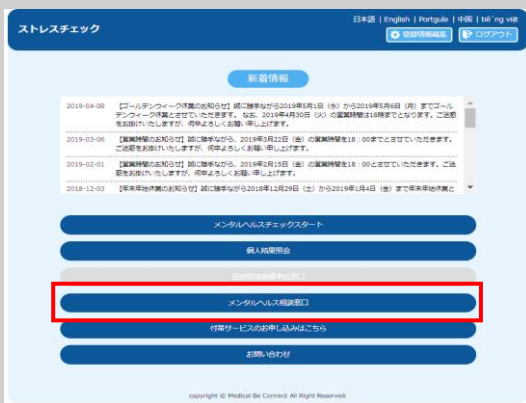 ストレスチェック
日本語 | English | Portgule | 中国 | tiếng việt
登録情報編集 ログアウト
新着情報
2019-04-08 【ゴールデンウィーク休業のお知らせ】誠に勝手ながら2019年5月1日（水）から2019年5月6日（月）までゴール
デンウィーク休業とさせていただきます。なお、2019年4月30日（火）の営業時間は18時までとなります。ご迷惑
をお掛けいたしますが、何卒よろしくお願い申し上げます。
2019-03-06 【営業時間のお知らせ】誠に勝手ながら、2019年3月22日（金）の営業時間を18：00までとさせていただきます。
ご迷惑をお掛けいたしますが、何卒よろしくお願い申し上げます。
2019-02-01 【営業時間のお知らせ】誠に勝手ながら、2019年2月15日（金）の営業時間を18：00とさせていただきます。ご迷
惑をお掛けいたしますが、何卒よろしくお願い申し上げます。
2018-12-03 【年末年始休業のお知らせ】誠に勝手ながら2018年12月29日（土）から2019年1月4日（金）まで年末年始休業と
メンタルヘルスチェックスタート
個人結果照会
メンタルヘルス相談窓口
付帯サービスのお申し込みはこちら
お問い合わせ
copyright © Medical Be Connect All Right Reserved.